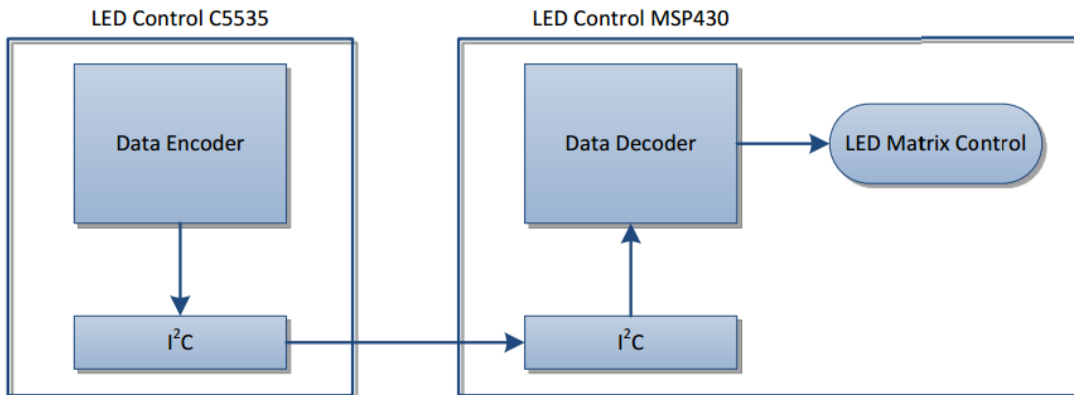 LED Control C5535
LED Control MSP430
Data Encoder
Data Decoder
LED Matrix Control
I²C
I²C